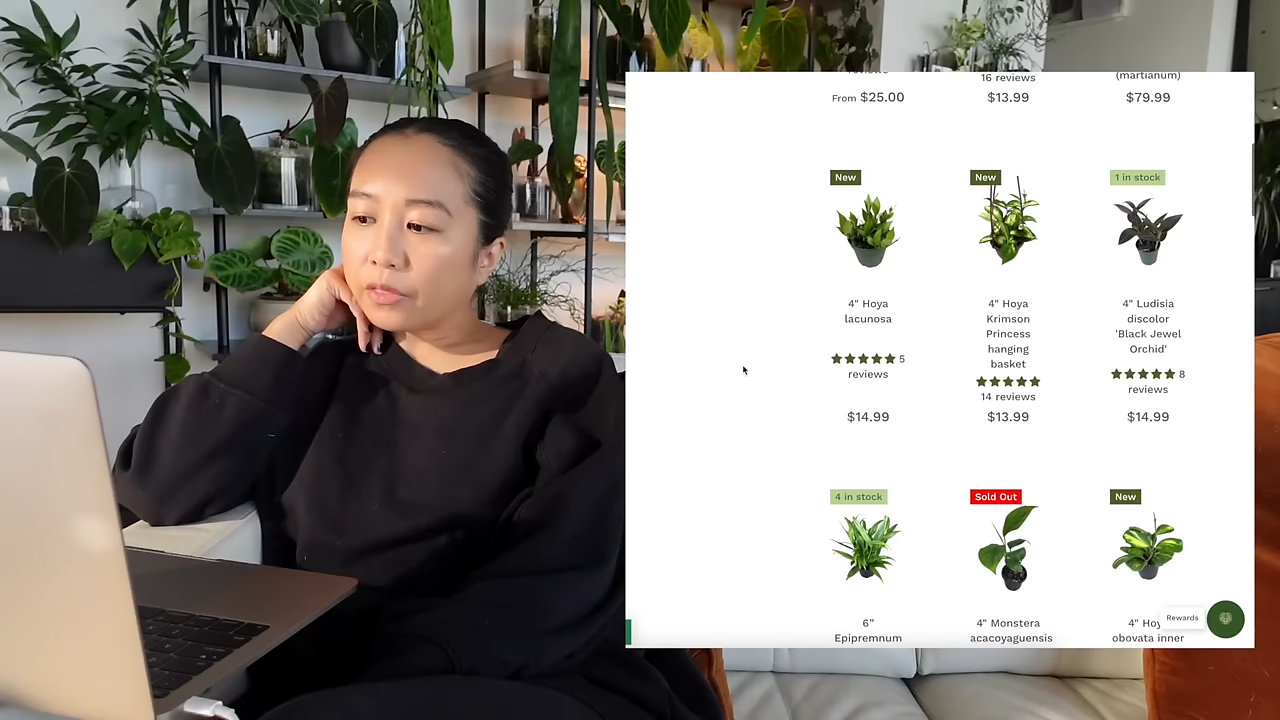 16 reviews
(martianum)
From $25.00
$13.99
$79.99
New
New
1 in stock
4" Hoya
lacunosa
5
reviews
$14.99
4" Hoya
Krimson
Princess
hanging
basket
14 reviews
$13.99
4" Ludisia
discolor
'Black Jewel
Orchid'
8
reviews
$14.99
4 in stock
Sold Out
New
6"
Epipremnum
4" Monstera
acacoyaguensis
4"
obovata inner
Rewards